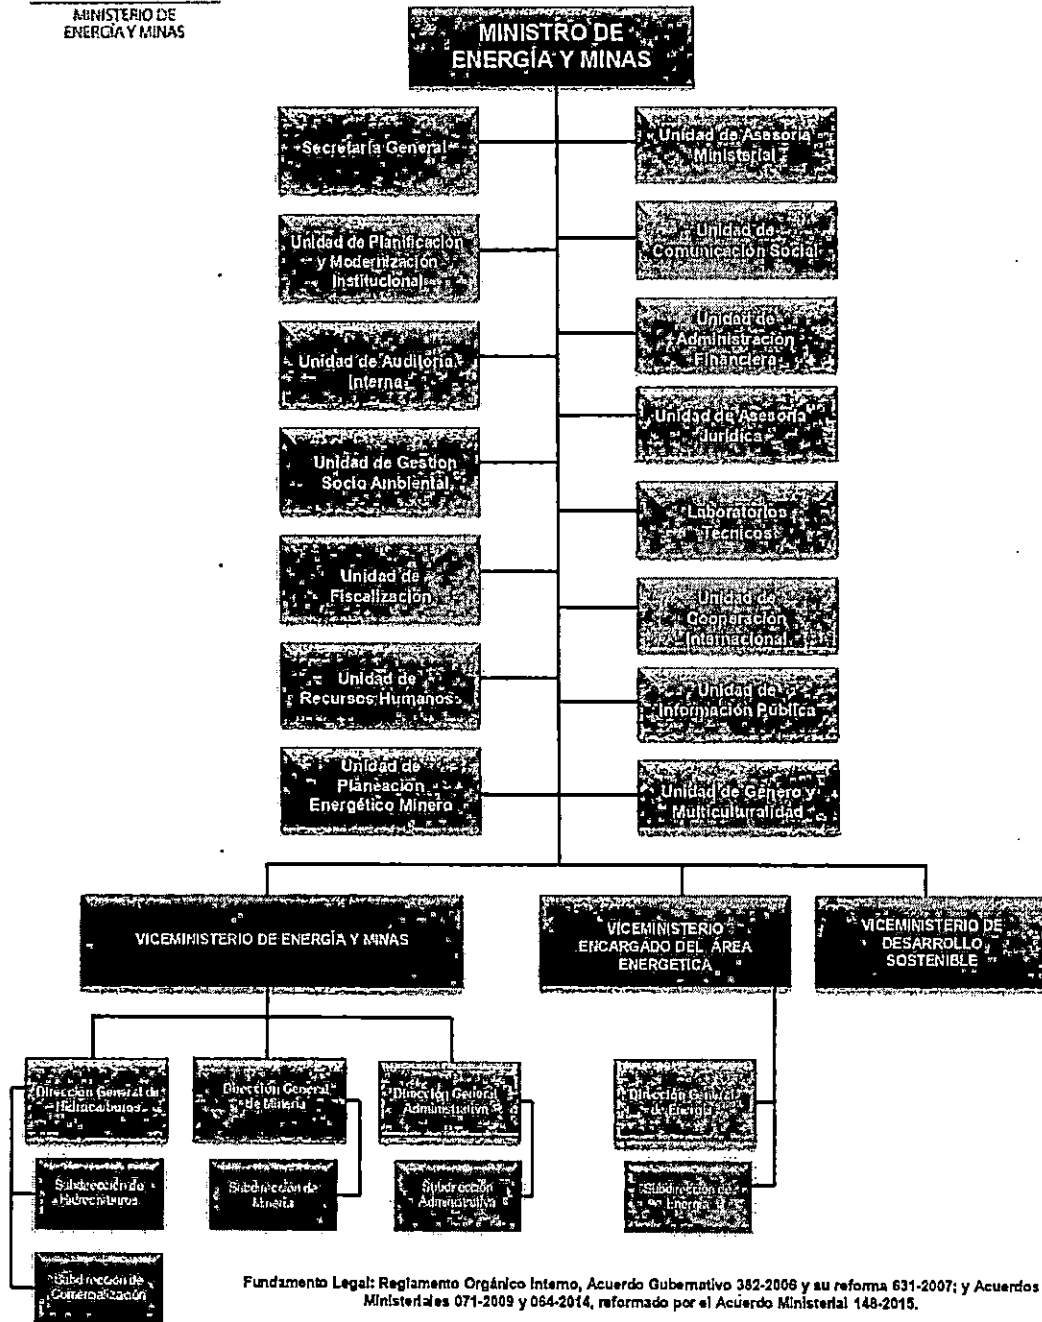 MINISTERIO DE
ENERGÍA Y MINAS
MINISTRO DE
ENERGÍA Y MINAS
Secretaría General
Unidad de Asesoría
Ministerial
Unidad de Planificación
y Modernización
Institucional
Unidad de
Comunicación Social
Unidad de Auditoria
Interna
Unidad de
Administración
Financiera
Unidad de Asesoria
Jurídica
Unidad de Gestion
Socio Ambiental
Laboratorios
Técnicos
Unidad de
Fiscalización
Unidad de
Cooperación
Internacional
Unidad de
Recursos Humanos
Unidad de
Información Pública
Unidad de
Planeación
Energético Minero
Unidad de Género y
Multiculturalidad
VICEMINISTERIO DE ENERGÍA Y MINAS
VICEMINISTERIO
ENCARGADO DEL ÁREA
ENERGETICA
VICEMINISTERIO DE
DESARROLLO
SOSTENIBLE
Dirección General de
Hidrocarburos
Dirección General
de Minería
Dirección General
Administrativa
Dirección General
de Energía
Subdirección de
Hidrocarburos
Subdirección de
Minería
Subdirección
Administrativa
Subdirección de
Energía
Subdirección de
Comercialización
Fundamento Legal: Reglamento Orgánico Interno, Acuerdo Gubernativo 382-2006 y su reforma 631-2007; y Acuerdos
Ministeriales 071-2009 y 064-2014, reformado por el Acuerdo Ministerial 148-2015.